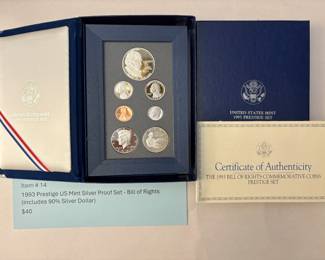 UNITED STATES MINT
1993 PRESTIGE SET
Certificate of Authenticity
THE 1993 BILL OF RIGHTS COMMEMORATIVE COINS
PRESTIGE SET
Item # 14
1993 Prestige US Mint Silver Proof Set - Bill of Rights
(includes 90% Silver Dollar)
$40